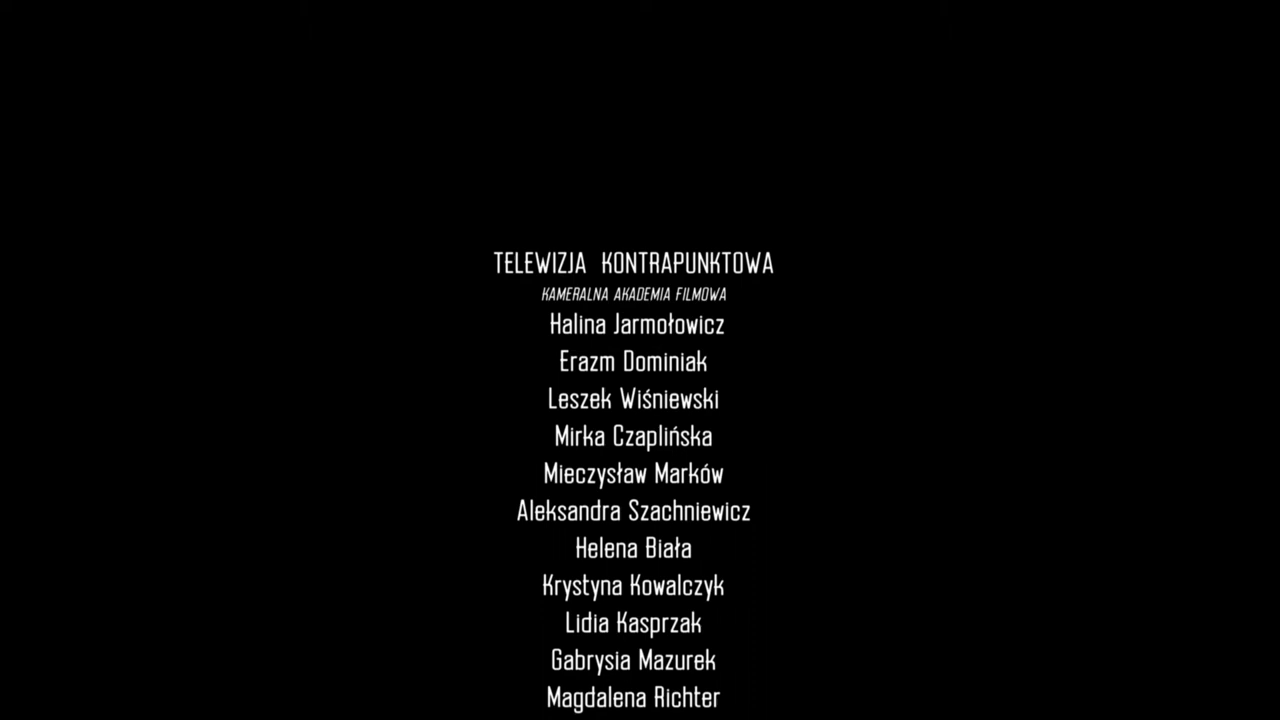 TELEWIZJA KONTRAPUNKTOWA
KAMERALNA AKADEMIA FILMOWA
Halina Jarmołowicz
Erazm Dominiak
Leszek Wiśniewski
Mirka Czaplińska
Mieczysław Marków
Aleksandra Szachniewicz
Helena Biała
Krystyna Kowalczyk
Lidia Kasprzak
Gabrysia Mazurek
Magdalena Richter